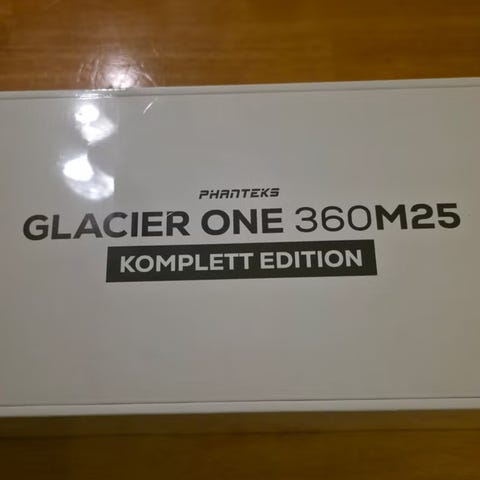 PHANTEKS
GLACIER ONE 360M25
KOMPLETT EDITION